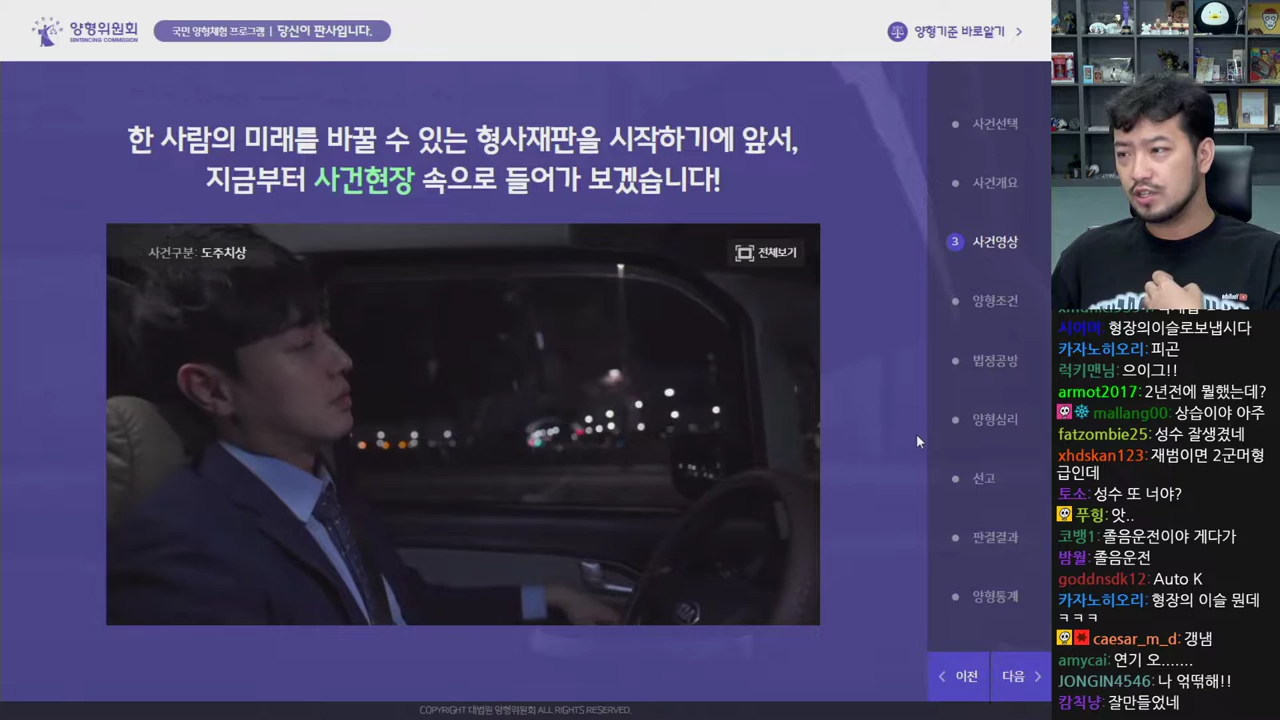 양형위원회
SENTENCING COMMISSION
국민 양형체험 프로그램 | 당신이 판사입니다.
양형기준 바로알기
한 사람의 미래를 바꿀 수 있는 형사재판을 시작하기에 앞서,
지금부터 사건현장 속으로 들어가 보겠습니다!
사건구분: 도주치상
전체보기
사건선택
사건개요
3 사건영상
양형조건
법정공방
양형심리
선고
판결결과
양형통계
이전
다음
COPYRIGHT 대법원 양형위원회 ALL RIGHTS RESERVED.
형장의이슬로보냅시다
카자노히오리: 피곤
럭키맨님: 으이그!!
armot2017: 2년전에 뭘했는데?
mallang00: 상습이야 아주
fatzombie25: 성수 잘생겼네
xhdskan123: 재범이면 2군머형
급인데
토소: 성수 또 너야?
푸헝: 앗..
코뱅1: 졸음운전이야 게다가
밤월: 졸음운전
goddnsdk12: Auto K
카자노히오리: 형장의 이슬 뭔데
ㅋㅋㅋ
caesar_m_d: 갱냄
amycai: 연기 오.......
JONGIN4546: 나 엌떡해!!
캄칙냥: 잘만들었네